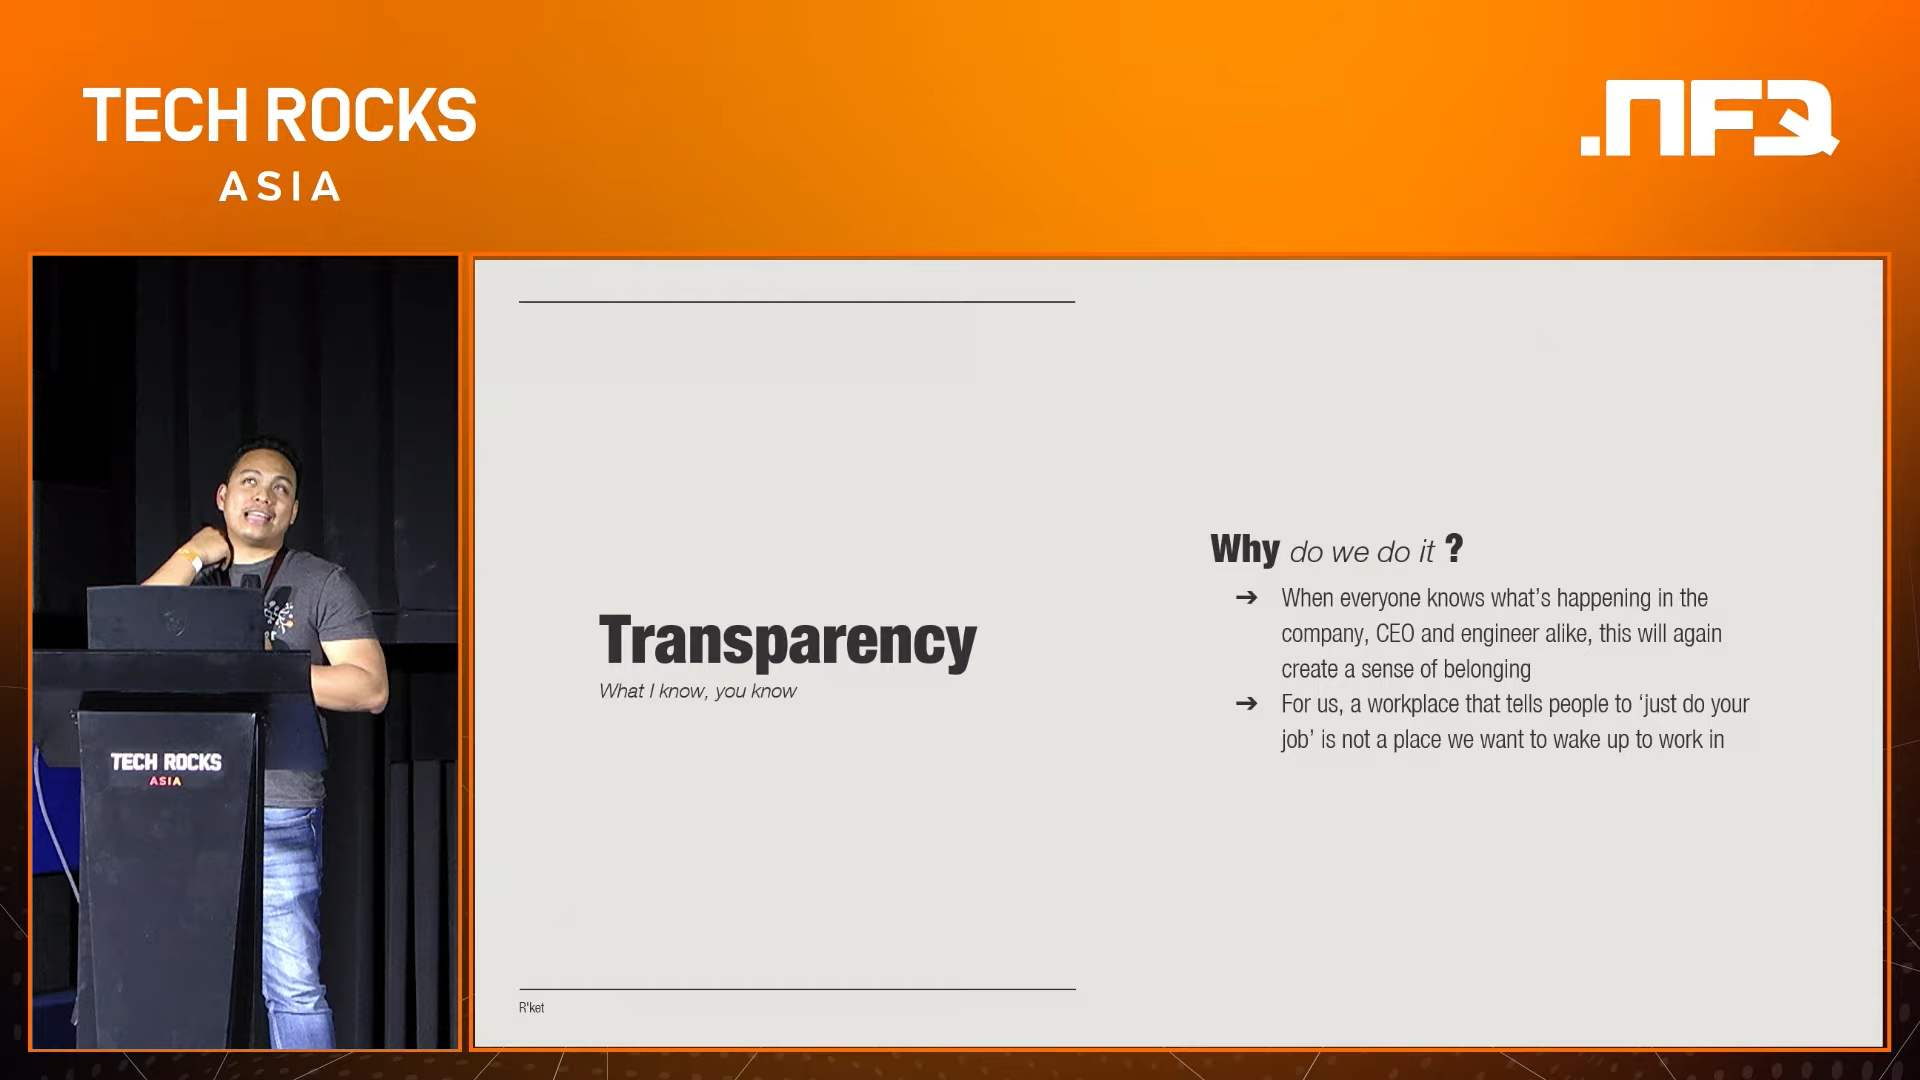 TECH ROCKS
ASIA
.NFQ
TECH ROCKS
ASIA
Transparency
What I know, you know
R'ket
Why do we do it ?
➔ When everyone knows what’s happening in the
company, CEO and engineer alike, this will again
create a sense of belonging
➔ For us, a workplace that tells people to ‘just do your
job’ is not a place we want to wake up to work in